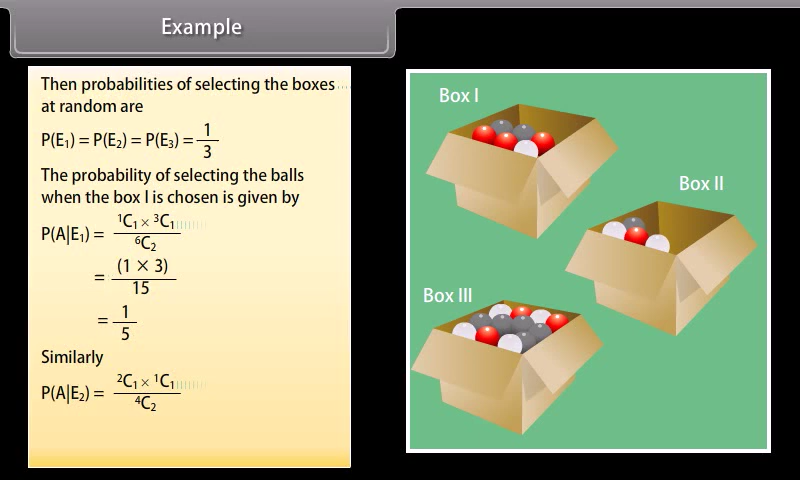 Example
Then probabilities of selecting the boxes
at random are
P(E₁) = P(E₂) = P(E₃) = 1/3
The probability of selecting the balls
when the box I is chosen is given by
P(A|E₁) = (¹C₁ × ³C₁)/⁶C₂
= (1 × 3)/15
= 1/5
Similarly
P(A|E₂) = (²C₁ × ¹C₁)/⁴C₂
Box I
Box II
Box III